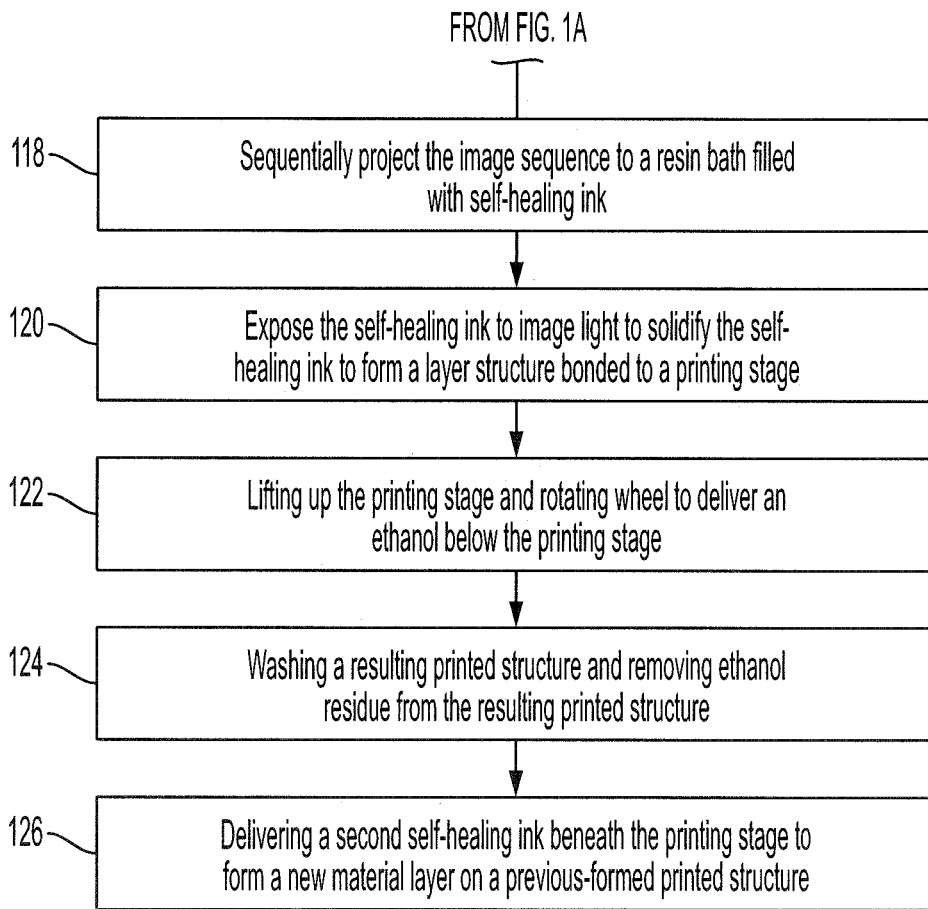 FROM FIG. 1A
118
Sequentially project the image sequence to a resin bath filled
with self-healing ink
120
Expose the self-healing ink to image light to solidify the self-
healing ink to form a layer structure bonded to a printing stage
122
Lifting up the printing stage and rotating wheel to deliver an
ethanol below the printing stage
124
Washing a resulting printed structure and removing ethanol
residue from the resulting printed structure
126
Delivering a second self-healing ink beneath the printing stage to
form a new material layer on a previous-formed printed structure